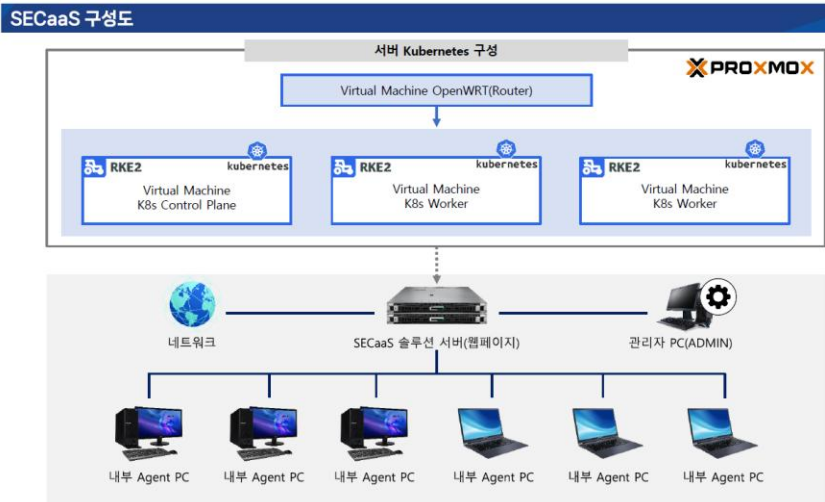 SECaaS 구성도
서버 Kubernetes 구성
PROXMOX
Virtual Machine OpenWRT(Router)
RKE2
kubernetes
Virtual Machine
K8s Control Plane
RKE2
kubernetes
Virtual Machine
K8s Worker
RKE2
kubernetes
Virtual Machine
K8s Worker
네트워크
SECaaS 솔루션 서버(웹페이지)
관리자 PC(ADMIN)
내부 Agent PC
내부 Agent PC
내부 Agent PC
내부 Agent PC
내부 Agent PC
내부 Agent PC